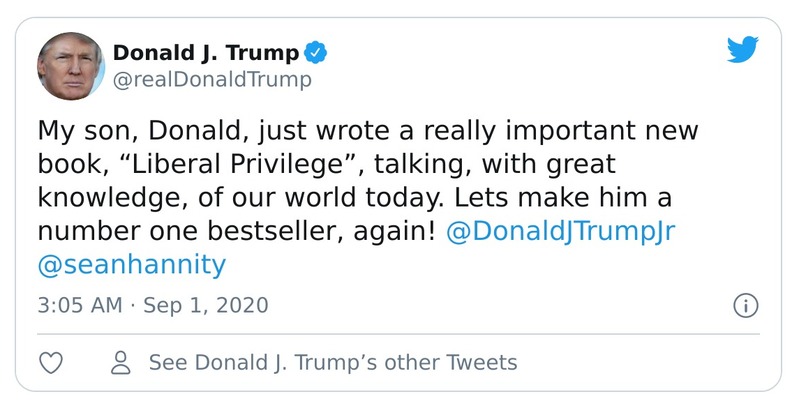 Donald J. Trump
@realDonaldTrump
My son, Donald, just wrote a really important new
book, “Liberal Privilege”, talking, with great
knowledge, of our world today. Lets make him a
number one bestseller, again! @DonaldJTrumpJr
@seanhannity
3:05 AM · Sep 1, 2020
See Donald J. Trump’s other Tweets